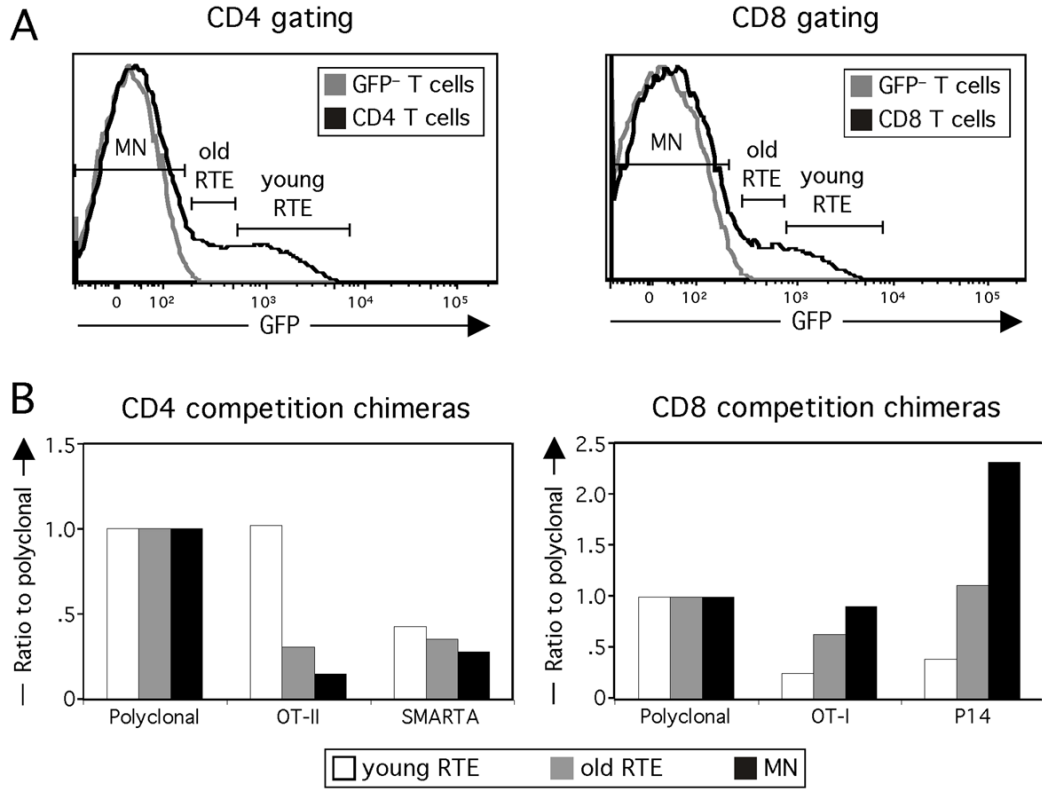 A
CD4 gating
GFP⁻ T cells
CD4 T cells
MN
old
RTE
young
RTE
0 10² 10³ 10⁴ 10⁵
GFP
CD8 gating
GFP⁻ T cells
CD8 T cells
MN
old
RTE
young
RTE
0 10² 10³ 10⁴ 10⁵
GFP
B
CD4 competition chimeras
Ratio to polyclonal
1.5
1.0
.5
0
Polyclonal OT-II SMARTA
CD8 competition chimeras
Ratio to polyclonal
2.5
2.0
1.5
1.0
.5
0
Polyclonal OT-I P14
young RTE old RTE MN